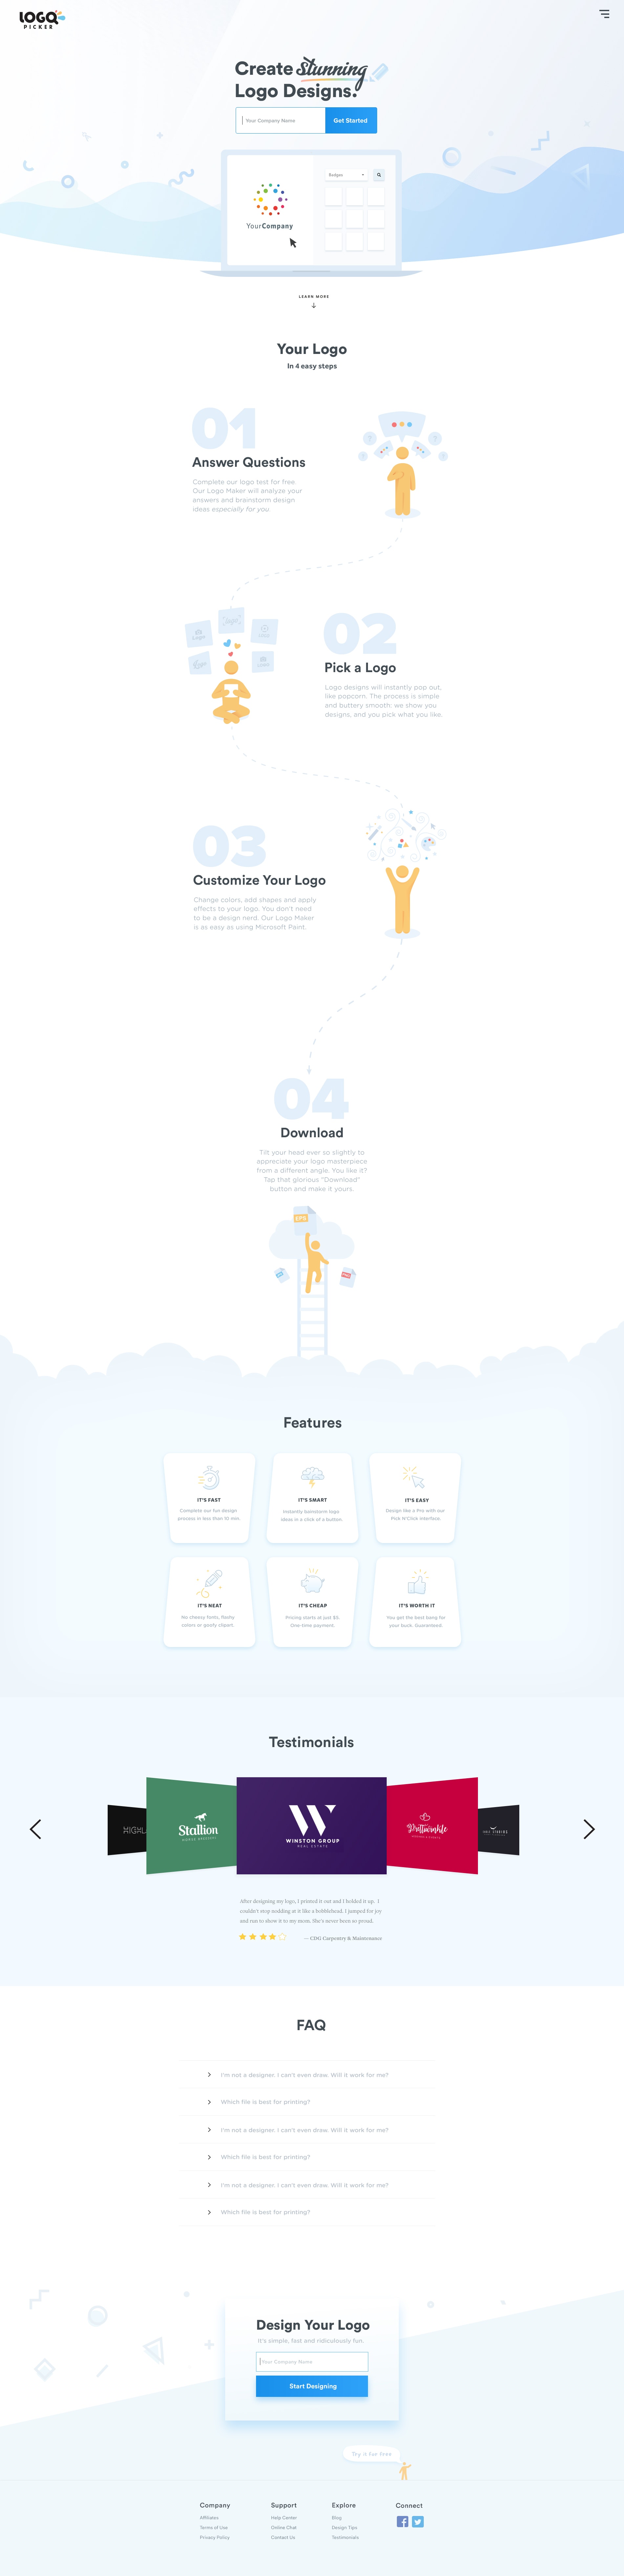 LOGO
PICKER
Create Stunning
Logo Designs.
Your Company Name
Get Started
Badges
YourCompany
LEARN MORE
Your Logo
In 4 easy steps
01
Answer Questions
Complete our logo test for free.
Our Logo Maker will analyze your
answers and brainstorm design
ideas especially for you.
02
Pick a Logo
Logo designs will instantly pop out,
like popcorn. The process is simple
and buttery smooth: we show you
designs, and you pick what you like.
03
Customize Your Logo
Change colors, add shapes and apply
effects to your logo. You don't need
to be a design nerd. Our Logo Maker
is as easy as using Microsoft Paint.
04
Download
Tilt your head ever so slightly to
appreciate your logo masterpiece
from a different angle. You like it?
Tap that glorious "Download"
button and make it yours.
EPS
Features
IT'S FAST
Complete our fun design
process in less than 10 min.
IT'S SMART
Instantly brainstorm logo
ideas in a click of a button.
IT'S EASY
Design like a Pro with our
Pick N'Click interface.
IT'S NEAT
No cheesy fonts, flashy
colors or goofy clipart.
IT'S CHEAP
Pricing starts at just $5.
One-time payment.
IT'S WORTH IT
You get the best bang for
your buck. Guaranteed.
Testimonials
HIGHL
Stallion
WINSTON GROUP
REAL ESTATE
After designing my logo, I printed it out and I holded it up. I
couldn't stop nodding at it like a bobblehead. I jumped for joy
and ran to show it to my mom. She's never been so proud.
-- CDG Carpentry & Maintenance
FAQ
I'm not a designer. I can't even draw. Will it work for me?
Which file is best for printing?
I'm not a designer. I can't even draw. Will it work for me?
Which file is best for printing?
I'm not a designer. I can't even draw. Will it work for me?
Which file is best for printing?
Design Your Logo
It's simple, fast and ridiculously fun.
Your Company Name
Start Designing
Try it for Free
Company
Affiliates
Terms of Use
Privacy Policy
Support
Help Center
Online Chat
Contact Us
Explore
Blog
Design Tips
Testimonials
Connect